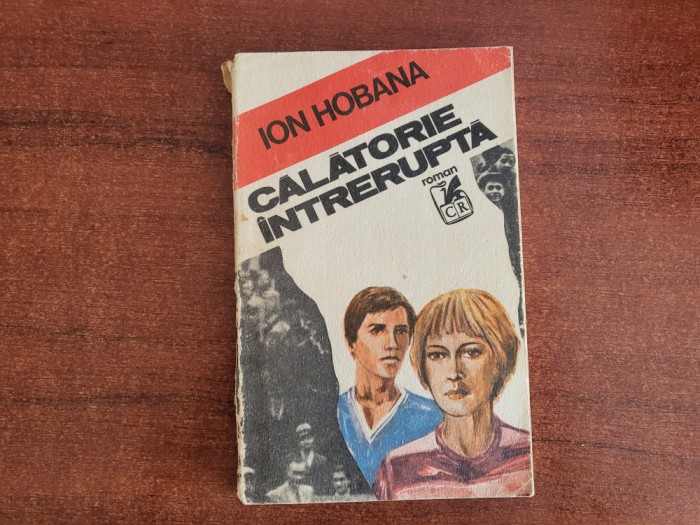 ION HOBANA
CĂLĂTORIE
ÎNTRERUPTĂ
roman
CR